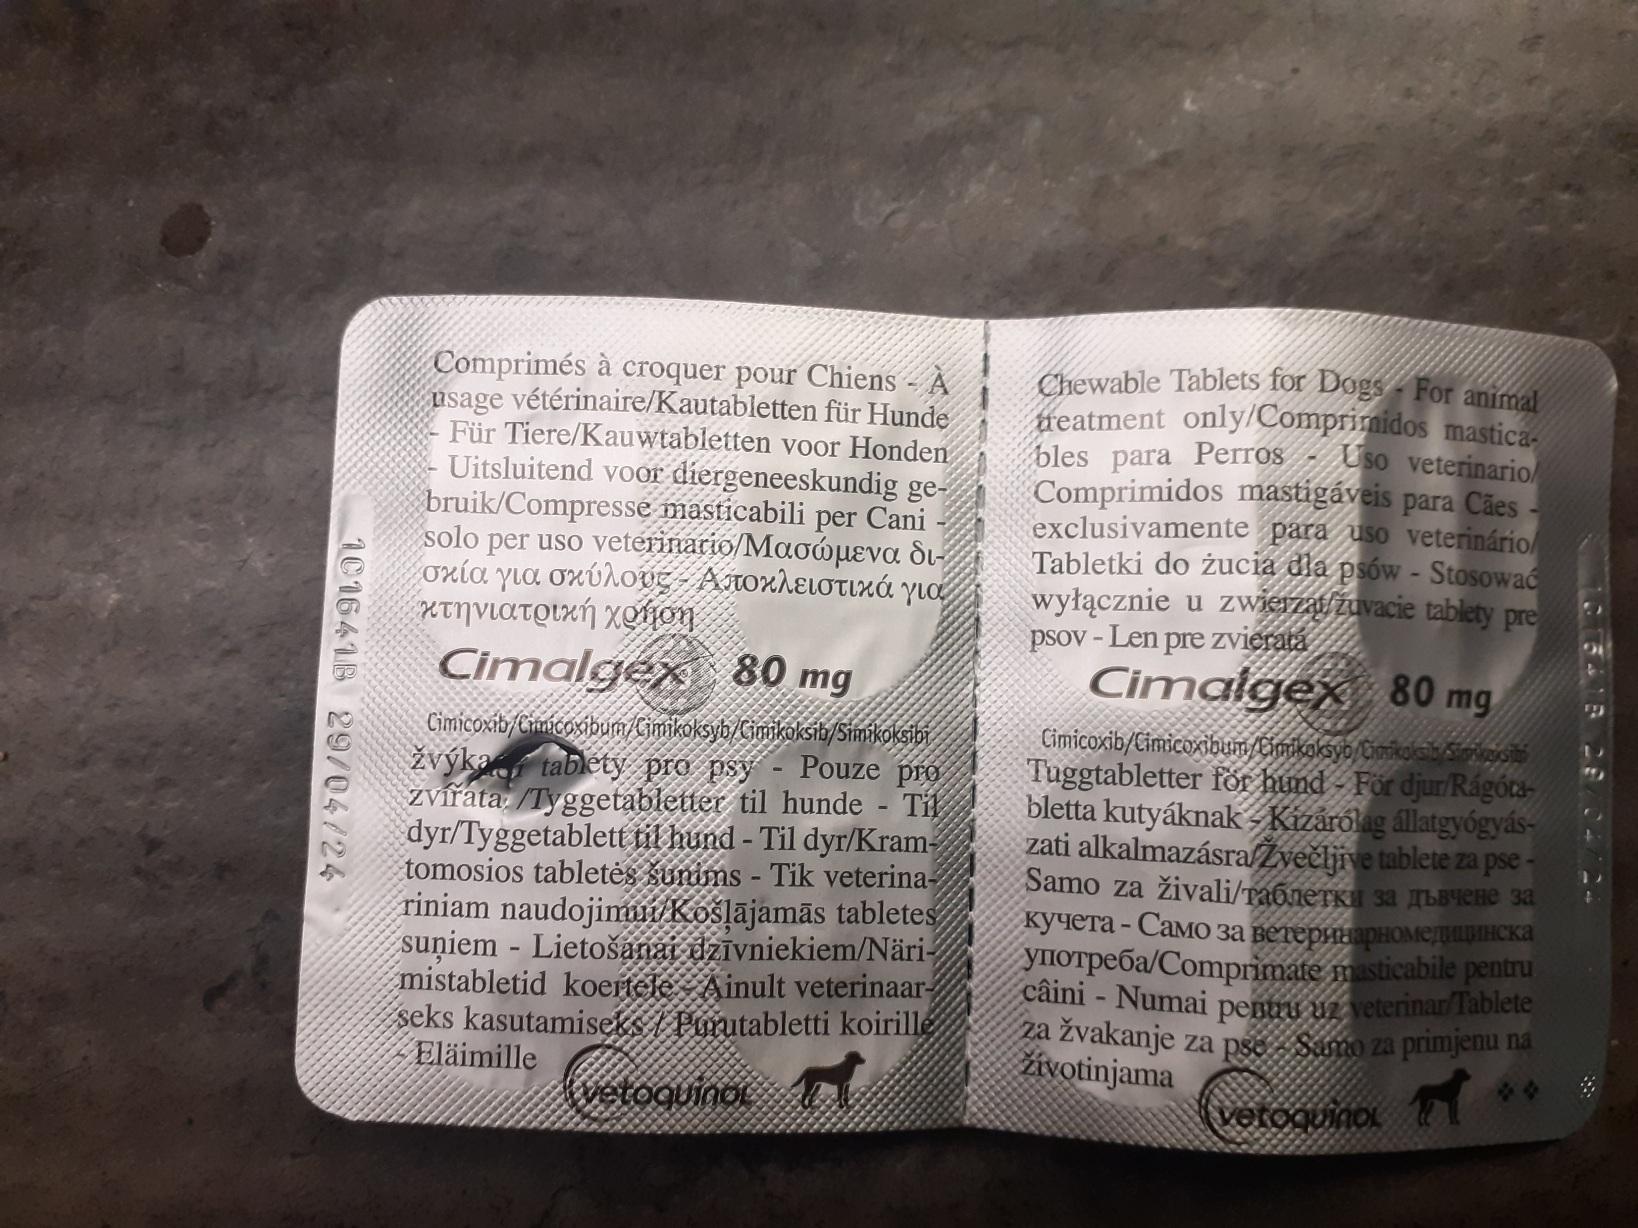 Comprimés à croquer pour Chiens - À
usage vétérinaire/Kautabletten für Hunde
- Für Tiere/Kauwtabletten voor Honden
- Uitsluitend voor diergeneeskundig ge-
bruik/Compresse masticabili per Cani -
solo per uso veterinario/Μασώμενα δι-
σκία για σκύλους - Αποκλειστικά για
κτηνιατρική χρήση
Cimalgex 80 mg
Cimicoxib/Cimicoxibum/Cimikoksyb/Cimikoksib/Simikoksibi
tablety pro psy - Pouze pro
zvířata /Tyggetabletter til hunde - Til
dyr/Tyggetablett til hund - Til dyr/Kram-
tomosios tabletės šunims - Tik veterina-
riniam naudojimui/Košļājamās tabletes
suņiem - Lietošanai dzīvniekiem/Näri-
mistabletid koertele - Ainult veterinaar-
seks kasutamiseks / Purutabletti koirille
- Eläimille
vetoquinol
1C1641B 29/04/24
Chewable Tablets for Dogs - For animal
treatment only/Comprimidos mastica-
bles para Perros - Uso veterinario/
Comprimidos mastigáveis para Cães -
exclusivamente para uso veterinário/
Tabletki do żucia dla psów - Stosować
wyłącznie u zwierząt/žuvacie tablety pre
psov - Len pre zvieratá
Cimalgex 80 mg
Cimicoxib/Cimicoxibum/Cimikoksyb/Cimikoksib/Simikoksibi
Tuggtabletter för hund - För djur/Rágóta-
bletta kutyáknak - Kizárólag állatgyógyás-
zati alkalmazásra/Žvečljive tablete za pse -
Samo za živali/таблетки за дъвчене за
кучета - Само за ветеринарномедицинска
употреба/Comprimate masticabile pentru
câini - Numai pentru uz veterinar/Tablete
za žvakanje za pse - Samo za primjenu na
životinjama
vetoquinol